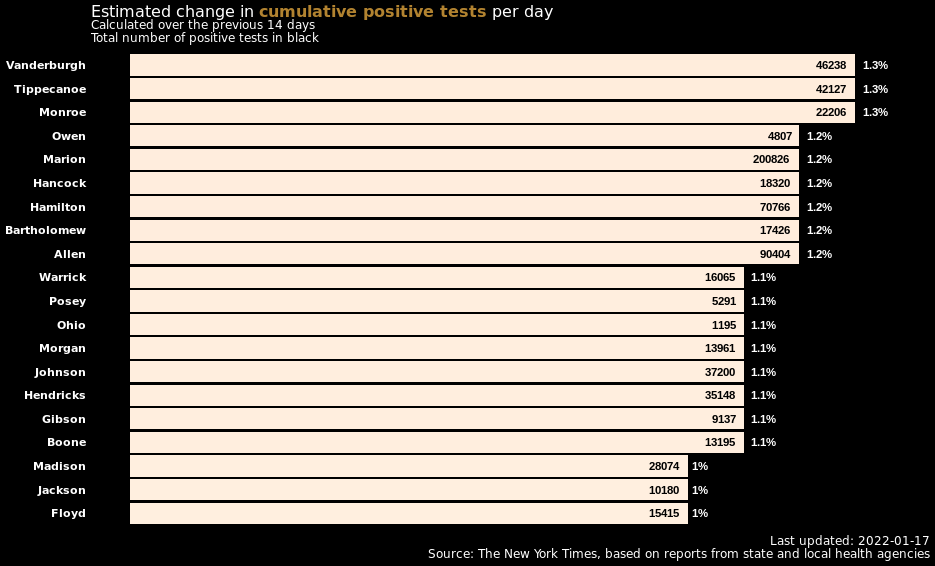 Estimated change in cumulative positive tests per day
Calculated over the previous 14 days
Total number of positive tests in black
Vanderburgh 46238 1.3%
Tippecanoe 42127 1.3%
Monroe 22206 1.3%
Owen 4807 1.2%
Marion 200826 1.2%
Hancock 18320 1.2%
Hamilton 70766 1.2%
Bartholomew 17426 1.2%
Allen 90404 1.2%
Warrick 16065 1.1%
Posey 5291 1.1%
Ohio 1195 1.1%
Morgan 13961 1.1%
Johnson 37200 1.1%
Hendricks 35148 1.1%
Gibson 9137 1.1%
Boone 13195 1.1%
Madison 28074 1%
Jackson 10180 1%
Floyd 15415 1%
Last updated: 2022-01-17
Source: The New York Times, based on reports from state and local health agencies